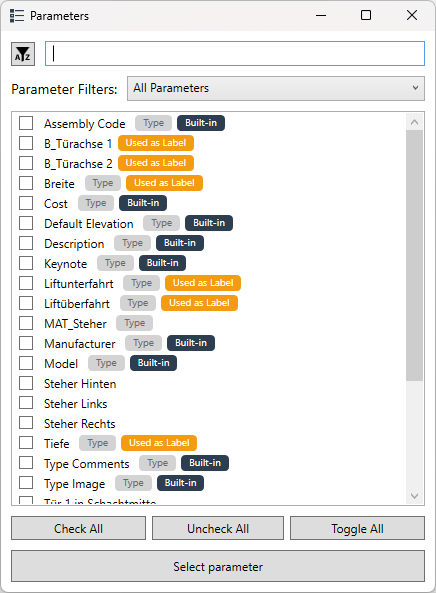 Parameters
AZ
Parameter Filters: All Parameters
Assembly Code Type Built-in
B_Türachse 1 Used as Label
B_Türachse 2 Used as Label
Breite Type Used as Label
Cost Type Built-in
Default Elevation Type Built-in
Description Type Built-in
Keynote Type Built-in
Liftunterfahrt Type Used as Label
Liftüberfahrt Type Used as Label
MAT_Steher Type
Manufacturer Type Built-in
Model Type Built-in
Steher Hinten
Steher Links
Steher Rechts
Tiefe Type Used as Label
Type Comments Type Built-in
Type Image Type Built-in
Tür 1 in Schachtmitte
Check All Uncheck All Toggle All
Select parameter